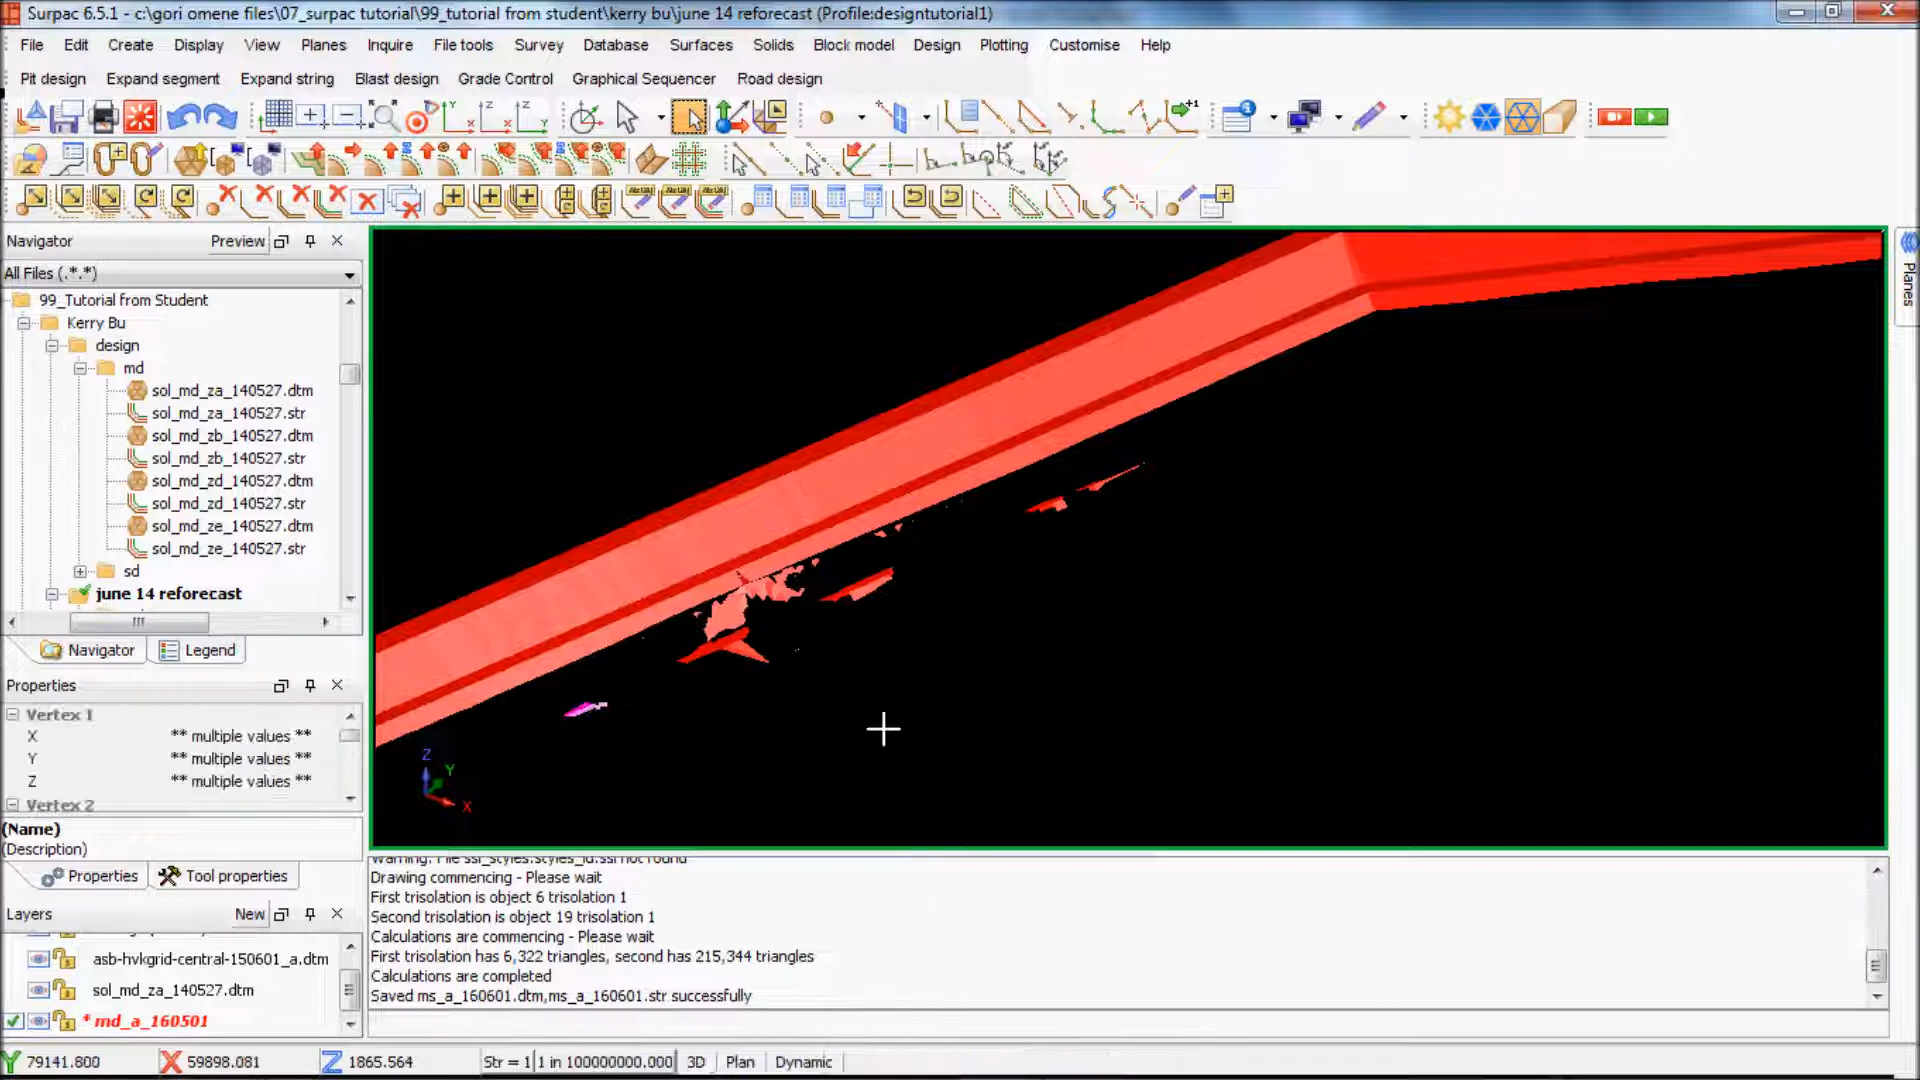 Surpac 6.5.1 - c:\gori omene files\07_surpac tutorial\99_tutorial from student\kerry bu\june 14 reforecast (Profile:designtutorial1)
File Edit Create Display View Planes Inquire File tools Survey Database Surfaces Solids Block model Design Plotting Customise Help
Pit design Expand segment Expand string Blast design Grade Control Graphical Sequencer Road design
Navigator Preview
All Files (.*.*)
99_Tutorial from Student
Kerry Bu
design
md
sol_md_za_140527.dtm
sol_md_za_140527.str
sol_md_zb_140527.dtm
sol_md_zb_140527.str
sol_md_zd_140527.dtm
sol_md_zd_140527.str
sol_md_ze_140527.dtm
sol_md_ze_140527.str
sd
june 14 reforecast
Navigator Legend
Properties
Vertex 1
X ** multiple values **
Y ** multiple values **
Z ** multiple values **
Vertex 2
(Name)
(Description)
Properties Tool properties
Layers New
asb-hvkgrid-central-150601_a.dtm
sol_md_za_140527.dtm
* md_a_160501
Planes
Z
Y
X
Warning: File ssi_styles:styles_id.ssi not found
Drawing commencing - Please wait
First trisolation is object 6 trisolation 1
Second trisolation is object 19 trisolation 1
Calculations are commencing - Please wait
First trisolation has 6,322 triangles, second has 215,344 triangles
Calculations are completed
Saved ms_a_160601.dtm,ms_a_160601.str successfully
Y 79141.800 X 59898.081 Z 1865.564 Str = 1 1 in 100000000.000 3D Plan Dynamic